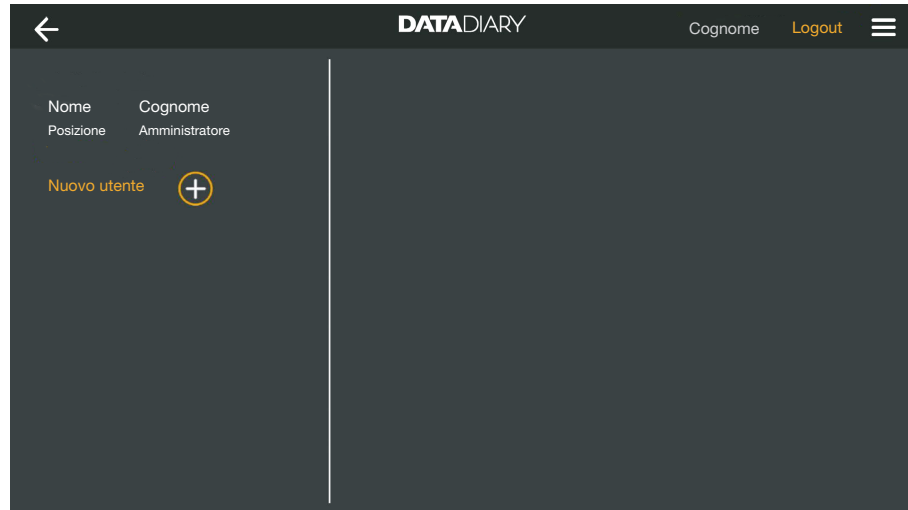 DATADIARY Cognome Logout
Nome Cognome
Posizione Amministratore
Nuovo utente